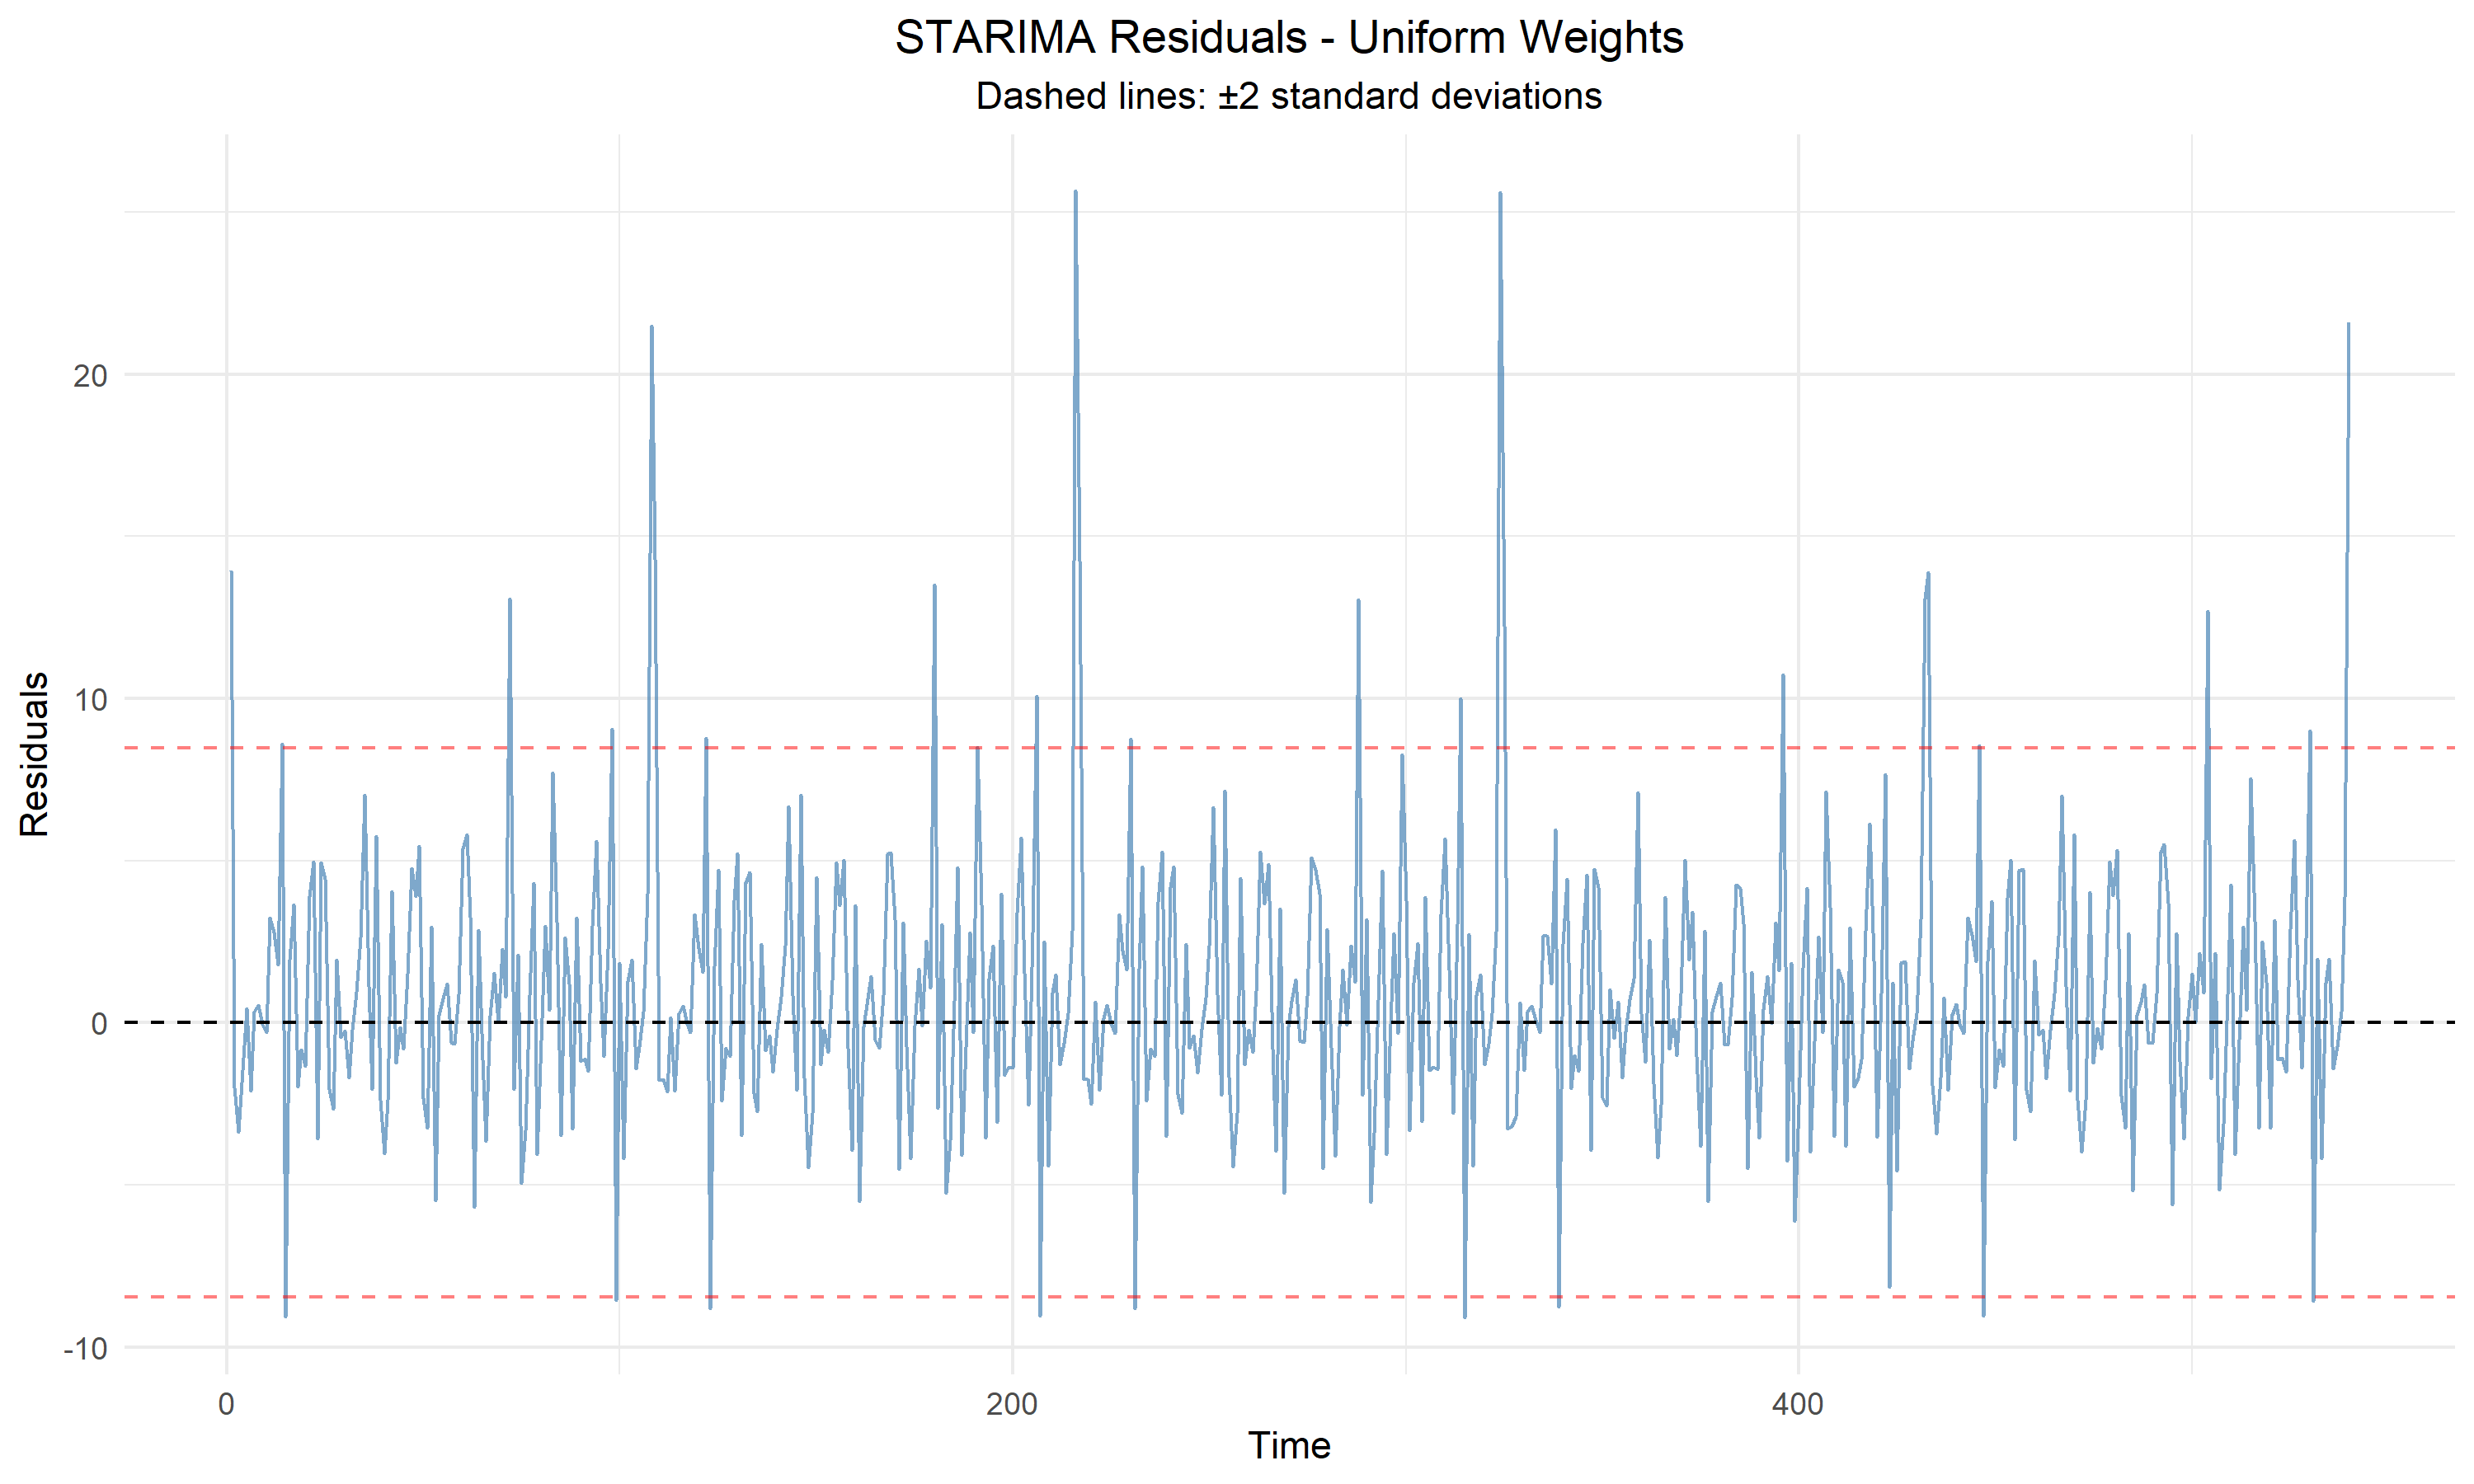 STARIMA Residuals - Uniform Weights
Dashed lines: ±2 standard deviations
Residuals
20
10
0
-10
0 200 400
Time